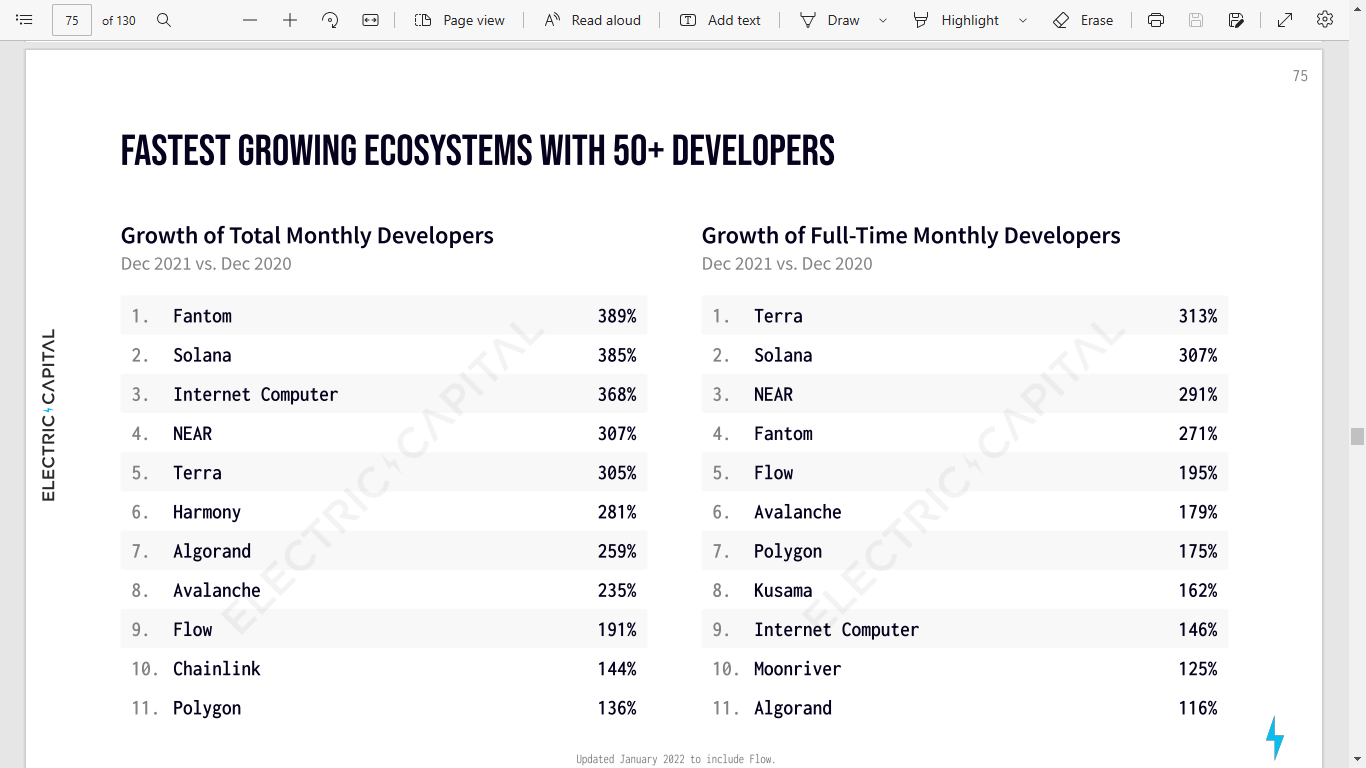 75 of 130 Page view Read aloud Add text Draw Highlight Erase
75
FASTEST GROWING ECOSYSTEMS WITH 50+ DEVELOPERS
Growth of Total Monthly Developers
Dec 2021 vs. Dec 2020
1. Fantom 389%
2. Solana 385%
3. Internet Computer 368%
4. NEAR 307%
5. Terra 305%
6. Harmony 281%
7. Algorand 259%
8. Avalanche 235%
9. Flow 191%
10. Chainlink 144%
11. Polygon 136%
Growth of Full-Time Monthly Developers
Dec 2021 vs. Dec 2020
1. Terra 313%
2. Solana 307%
3. NEAR 291%
4. Fantom 271%
5. Flow 195%
6. Avalanche 179%
7. Polygon 175%
8. Kusama 162%
9. Internet Computer 146%
10. Moonriver 125%
11. Algorand 116%
ELECTRIC CAPITAL
ELECTRIC CAPITAL
ELECTRIC CAPITAL
Updated January 2022 to include Flow.